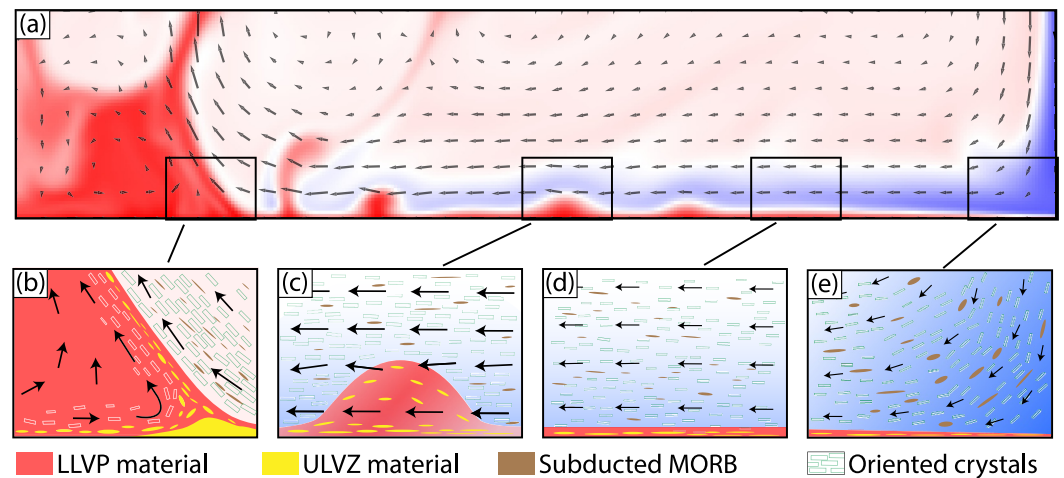 (a)
(b)
(c)
(d)
(e)
LLVP material
ULVZ material
Subducted MORB
Oriented crystals